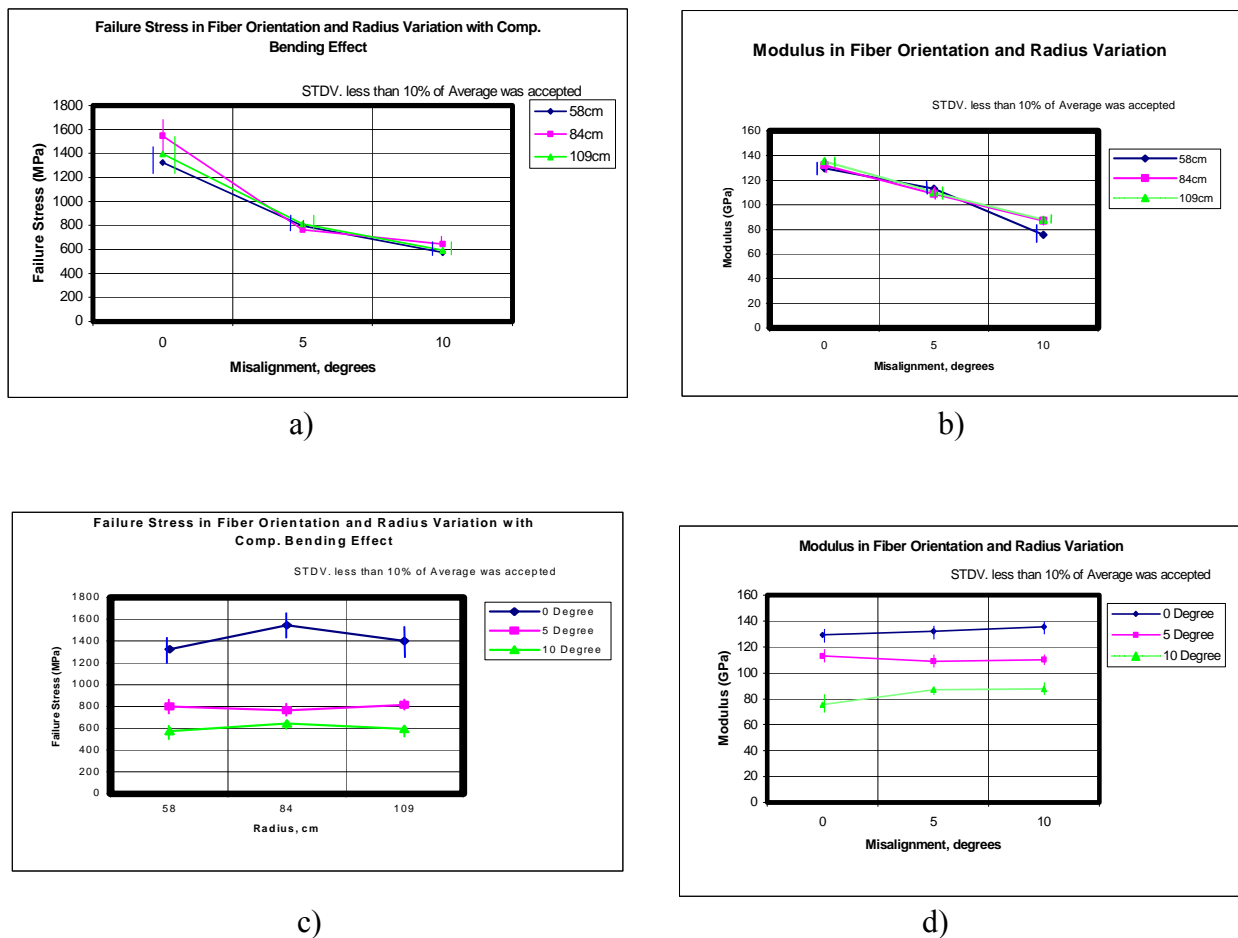 Failure Stress in Fiber Orientation and Radius Variation with Comp.
Bending Effect
STDV. less than 10% of Average was accepted
1800
1600
1400
1200
1000
800
600
400
200
0
Failure Stress (MPa)
0 5 10
Misalignment, degrees
58cm
84cm
109cm
a)
Modulus in Fiber Orientation and Radius Variation
STDV. less than 10% of Average was accepted
160
140
120
100
80
60
40
20
0
Modulus (GPa)
0 5 10
Misalignment, degrees
58cm
84cm
109cm
b)
Failure Stress in Fiber Orientation and Radius Variation with
Comp. Bending Effect
STDV. less than 10% of Average was accepted
1800
1600
1400
1200
1000
800
600
400
200
0
Failure Stress (MPa)
58 84 109
Radius, cm
0 Degree
5 Degree
10 Degree
c)
Modulus in Fiber Orientation and Radius Variation
STDV. less than 10% of Average was accepted
160
140
120
100
80
60
40
20
0
Modulus (GPa)
0 5 10
Misalignment, degrees
0 Degree
5 Degree
10 Degree
d)